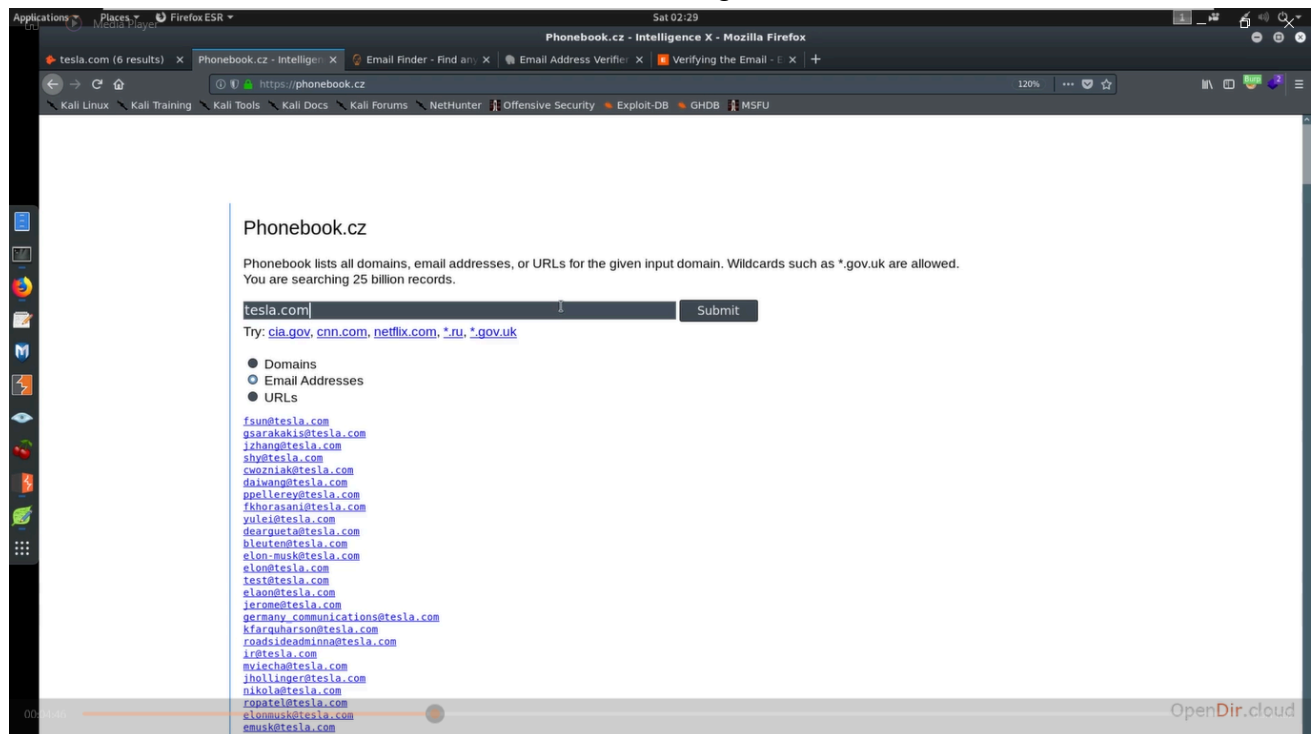 Applications Places Firefox ESR Sat 02:29 1
Media Player
Phonebook.cz - Intelligence X - Mozilla Firefox
tesla.com (6 results) Phonebook.cz - Intelligen Email Finder - Find any Email Address Verifier Verifying the Email - E
https://phonebook.cz 120%
Kali Linux Kali Training Kali Tools Kali Docs Kali Forums NetHunter Offensive Security Exploit-DB GHDB MSFU
Phonebook.cz
Phonebook lists all domains, email addresses, or URLs for the given input domain. Wildcards such as *.gov.uk are allowed.
You are searching 25 billion records.
tesla.com Submit
Try: cia.gov, cnn.com, netflix.com, *.ru, *.gov.uk
Domains
Email Addresses
URLs
fsun@tesla.com
gsarakakis@tesla.com
jzhang@tesla.com
shy@tesla.com
cwozniak@tesla.com
daiwang@tesla.com
ppellerey@tesla.com
fkhorasani@tesla.com
yulei@tesla.com
deargueta@tesla.com
bleuten@tesla.com
elon-musk@tesla.com
elon@tesla.com
test@tesla.com
elaon@tesla.com
jerome@tesla.com
germany_communications@tesla.com
kfarquharson@tesla.com
roadsideadminna@tesla.com
ir@tesla.com
mviecha@tesla.com
jhollinger@tesla.com
nikola@tesla.com
ropatel@tesla.com
elonmusk@tesla.com
emusk@tesla.com
OpenDir.cloud